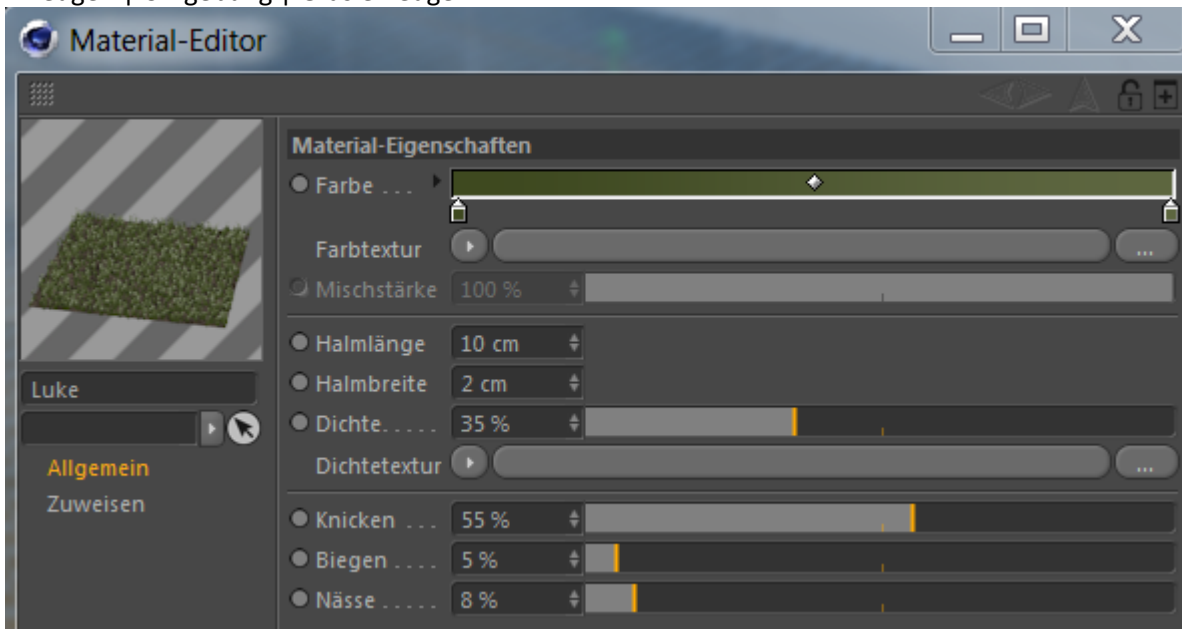 Material-Editor
Material-Eigenschaften
Farbe . . .
Farbtextur ...
Mischstärke 100 %
Halmlänge 10 cm
Halmbreite 2 cm
Dichte. . . . . 35 %
Dichtetextur ...
Knicken . . . 55 %
Biegen . . . . 5 %
Nässe . . . . . 8 %
Luke
Allgemein
Zuweisen